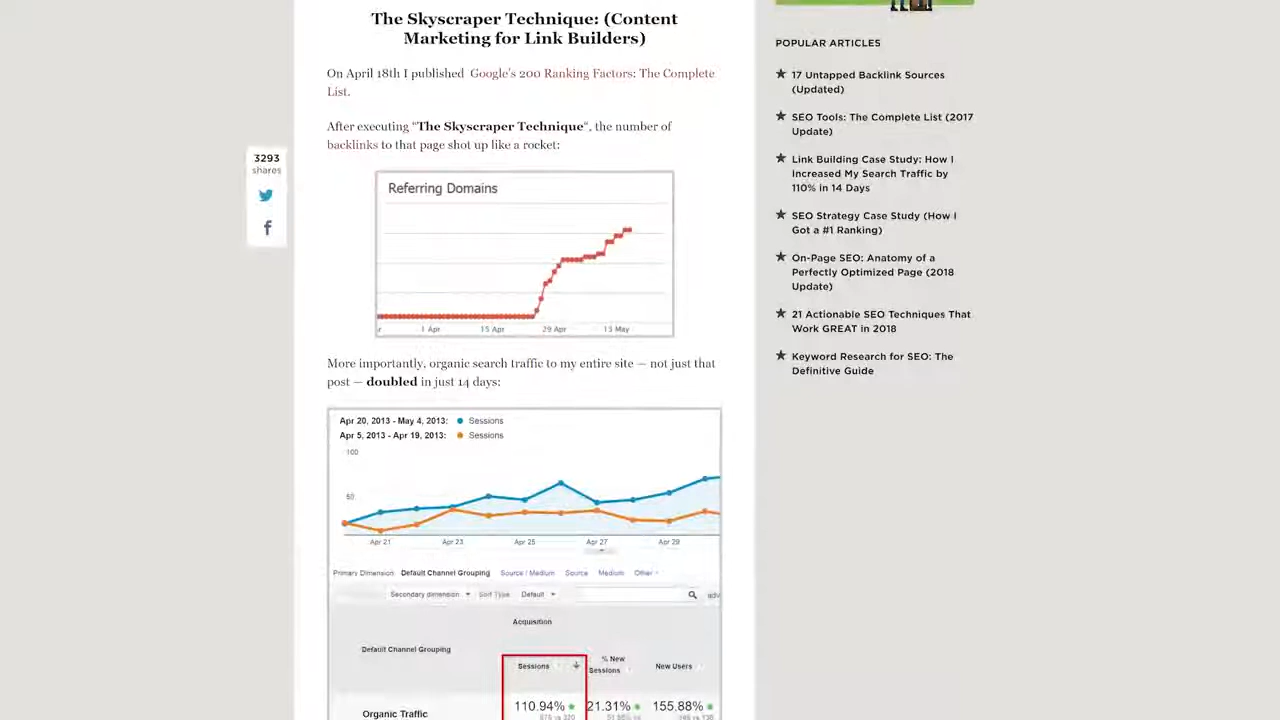 The Skyscraper Technique: (Content
Marketing for Link Builders)
On April 18th I published Google's 200 Ranking Factors: The Complete
List.
After executing "The Skyscraper Technique", the number of
backlinks to that page shot up like a rocket:
3293
shares
Referring Domains
1 Apr 15 Apr 29 Apr 13 May
More importantly, organic search traffic to my entire site — not just that
post — doubled in just 14 days:
Apr 20, 2013 - May 4, 2013: Sessions
Apr 5, 2013 - Apr 19, 2013: Sessions
100
50
Apr 21 Apr 23 Apr 25 Apr 27 Apr 29
Primary Dimension Default Channel Grouping Source / Medium Source Medium Other
Secondary dimension Sort Type Default adv
Acquisition
Default Channel Grouping
Sessions
% New
Sessions
New Users
110.94% 21.31% 155.88%
Organic Traffic
POPULAR ARTICLES
17 Untapped Backlink Sources
(Updated)
SEO Tools: The Complete List (2017
Update)
Link Building Case Study: How I
Increased My Search Traffic by
110% in 14 Days
SEO Strategy Case Study (How I
Got a #1 Ranking)
On-Page SEO: Anatomy of a
Perfectly Optimized Page (2018
Update)
21 Actionable SEO Techniques That
Work GREAT in 2018
Keyword Research for SEO: The
Definitive Guide